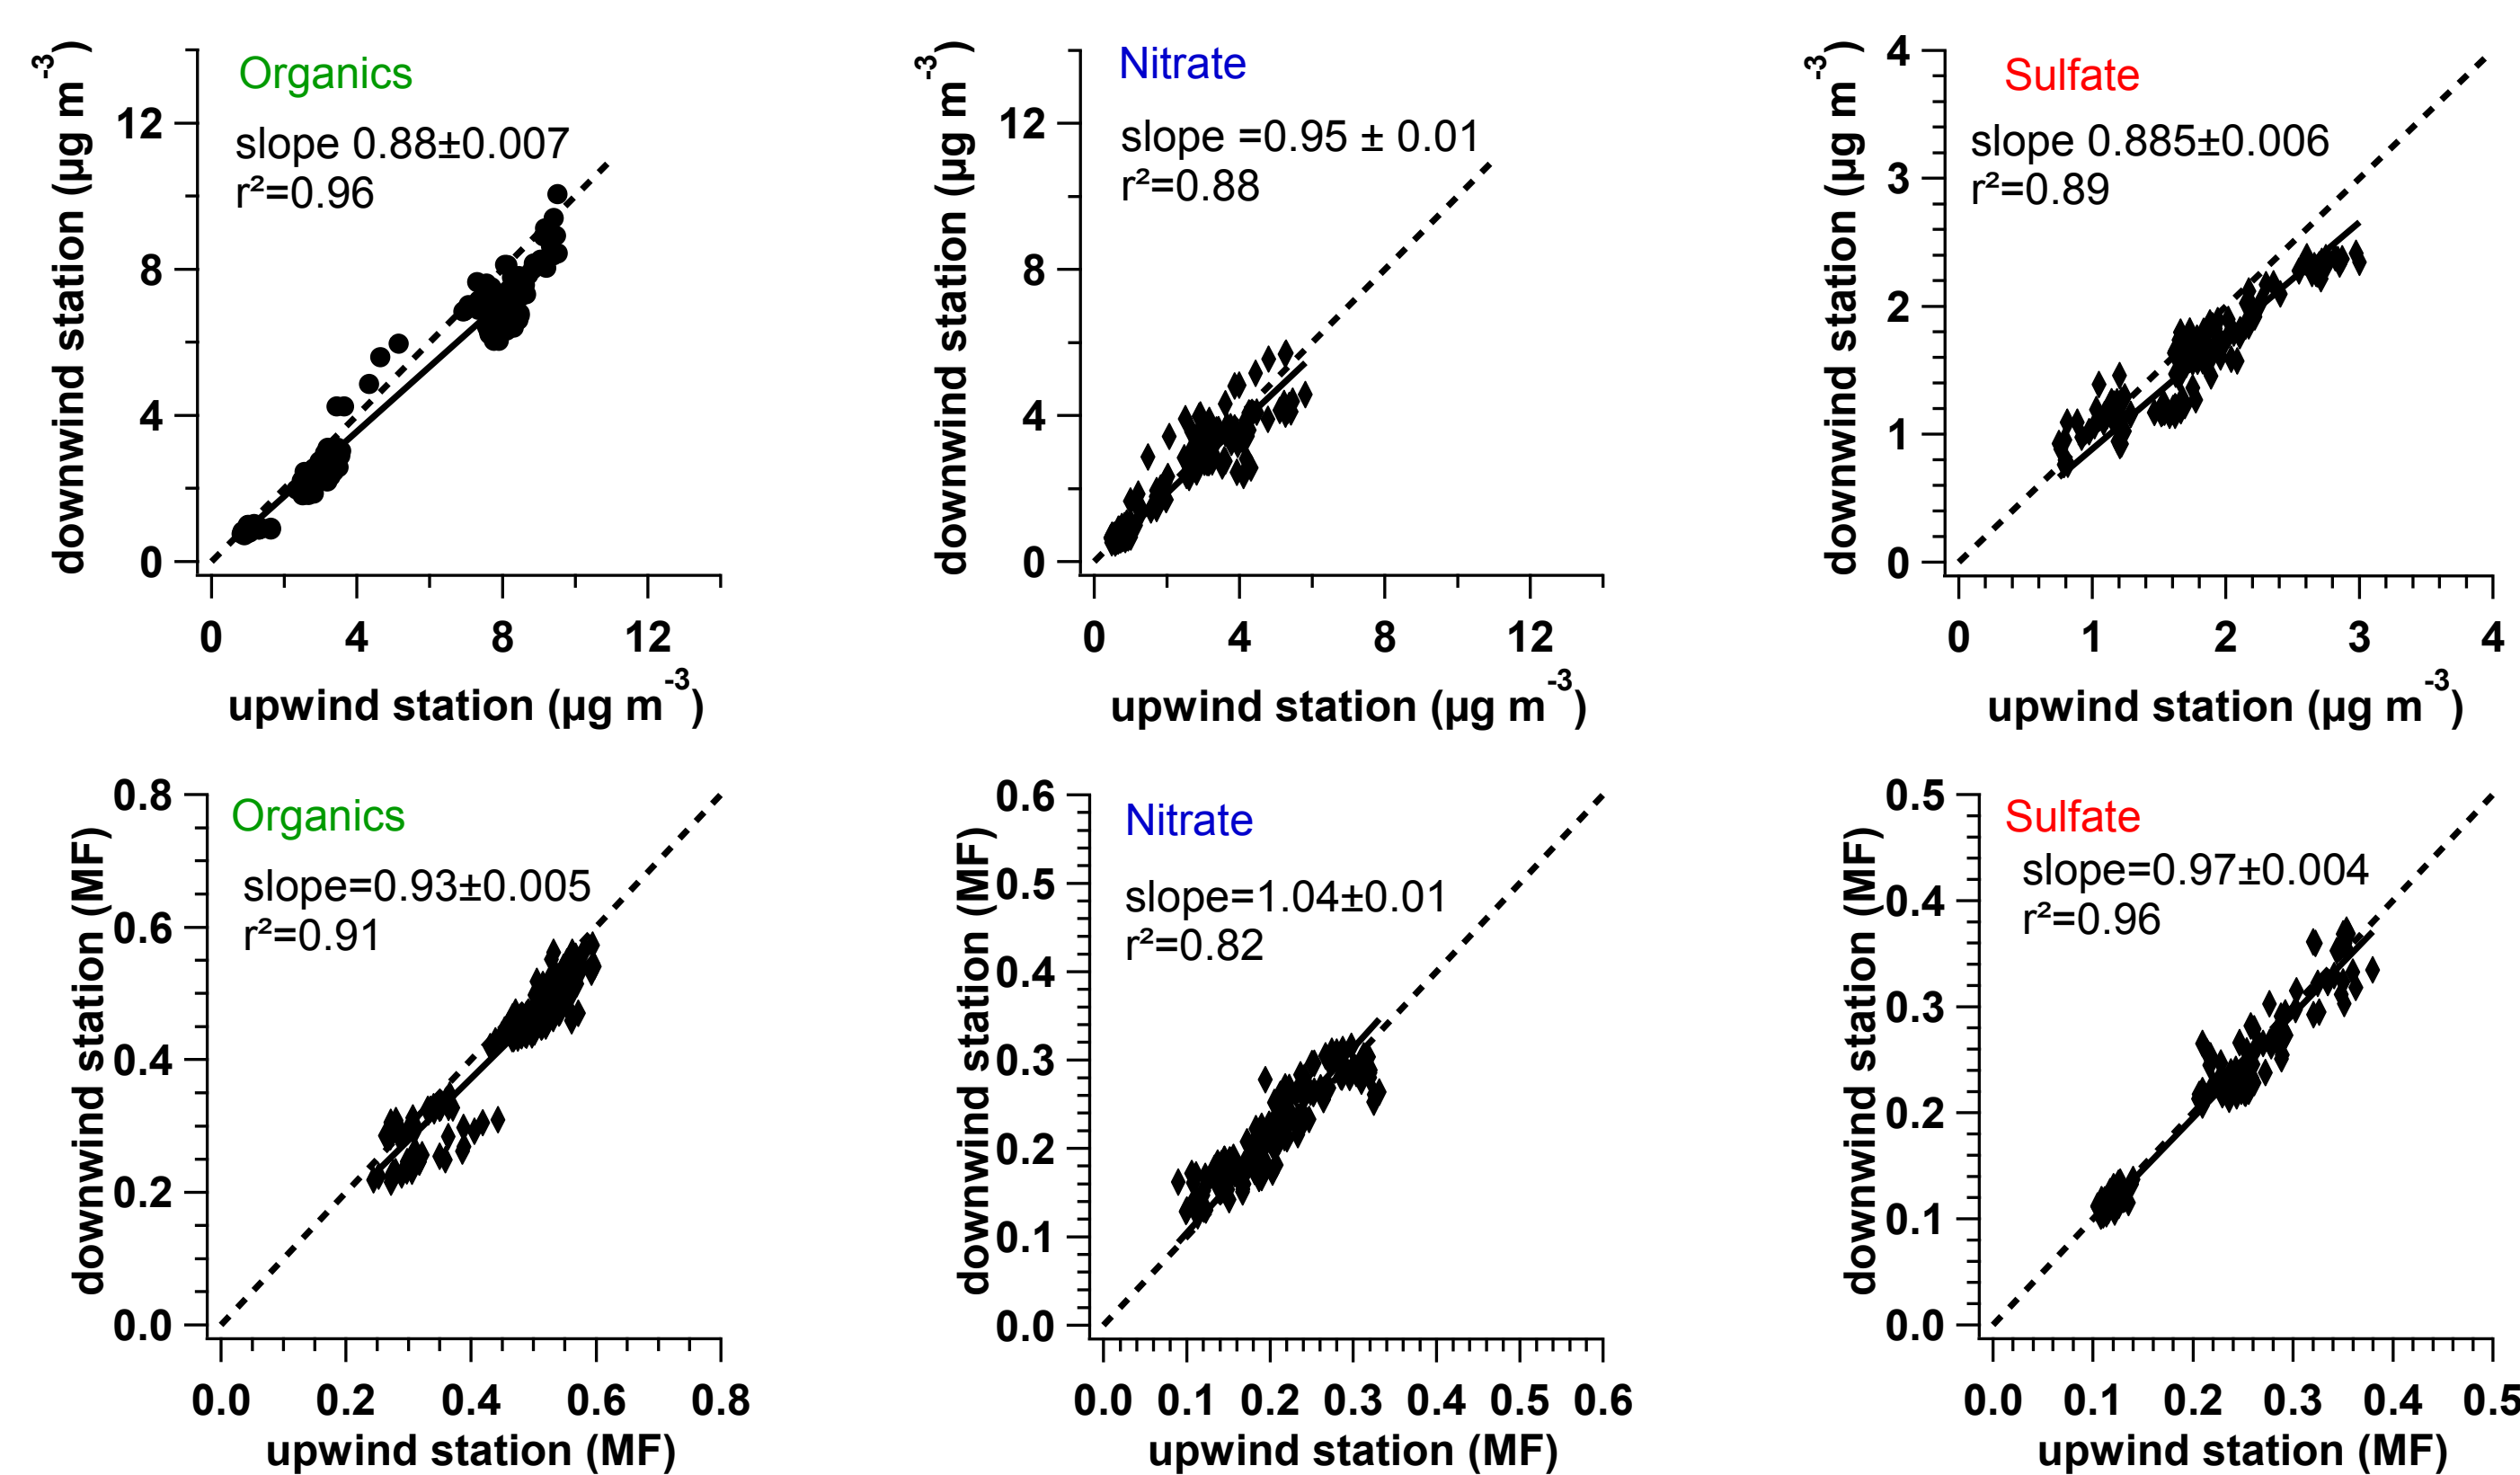 Organics
slope 0.88±0.007
r²=0.96
12
8
4
0
0 4 8 12
downwind station (µg m⁻³)
upwind station (µg m⁻³)
Nitrate
slope =0.95 ± 0.01
r²=0.88
12
8
4
0
0 4 8 12
downwind station (µg m⁻³)
upwind station (µg m⁻³)
Sulfate
slope 0.885±0.006
r²=0.89
4
3
2
1
0
0 1 2 3 4
downwind station (µg m⁻³)
upwind station (µg m⁻³)
Organics
slope=0.93±0.005
r²=0.91
0.8
0.6
0.4
0.2
0.0
0.0 0.2 0.4 0.6 0.8
downwind station (MF)
upwind station (MF)
Nitrate
slope=1.04±0.01
r²=0.82
0.6
0.5
0.4
0.3
0.2
0.1
0.0
0.0 0.1 0.2 0.3 0.4 0.5 0.6
downwind station (MF)
upwind station (MF)
Sulfate
slope=0.97±0.004
r²=0.96
0.5
0.4
0.3
0.2
0.1
0.0
0.0 0.1 0.2 0.3 0.4 0.5
downwind station (MF)
upwind station (MF)